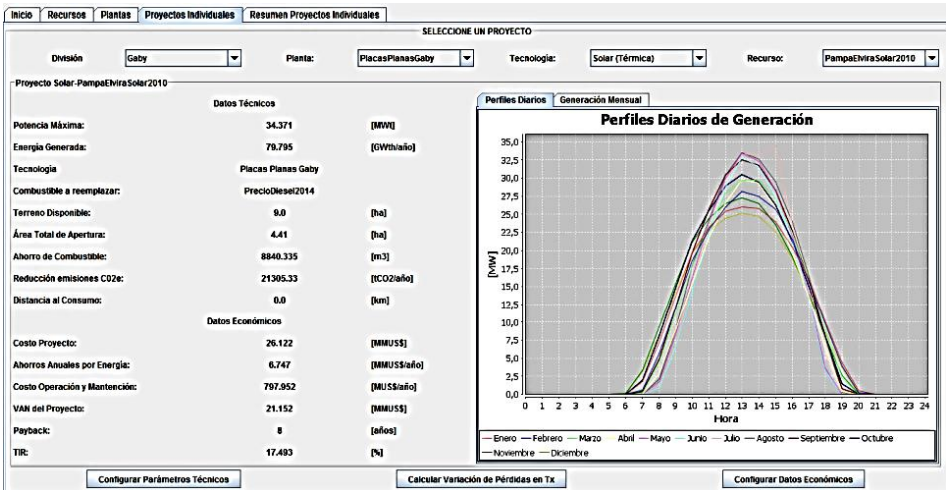 Inicio Recursos Plantas Proyectos Individuales Resumen Proyectos Individuales
SELECCIONE UN PROYECTO
División Gaby Planta: PlacasPlanasGaby Tecnología: Solar (Térmica) Recurso: PampaElviraSolar2010
Proyecto Solar-PampaElviraSolar2010
Datos Técnicos
Potencia Máxima: 34.371 [MWt]
Energía Generada: 79.795 [GWth/año]
Tecnología Placas Planas Gaby
Combustible a reemplazar: PrecioDiesel2014
Terreno Disponible: 9.0 [ha]
Área Total de Apertura: 4.41 [ha]
Ahorro de Combustible: 8840.335 [m3]
Reducción emisiones CO2e: 21305.33 [tCO2/año]
Distancia al Consumo: 0.0 [km]
Datos Económicos
Costo Proyecto: 26.122 [MMUS$]
Ahorros Anuales por Energía: 6.747 [MMUS$/año]
Costo Operación y Mantención: 797.952 [MUS$/año]
VAN del Proyecto: 21.152 [MMUS$]
Payback: 8 [años]
TIR: 17.493 [%]
Perfiles Diarios Generación Mensual
Perfiles Diarios de Generación
35,0
32,5
30,0
27,5
25,0
22,5
20,0
17,5
15,0
12,5
10,0
7,5
5,0
2,5
0,0
[MW]
0 1 2 3 4 5 6 7 8 9 10 11 12 13 14 15 16 17 18 19 20 21 22 23 24
Hora
Enero Febrero Marzo Abril Mayo Junio Julio Agosto Septiembre Octubre
Noviembre Diciembre
Configurar Parámetros Técnicos Calcular Variación de Pérdidas en Tx Configurar Datos Económicos